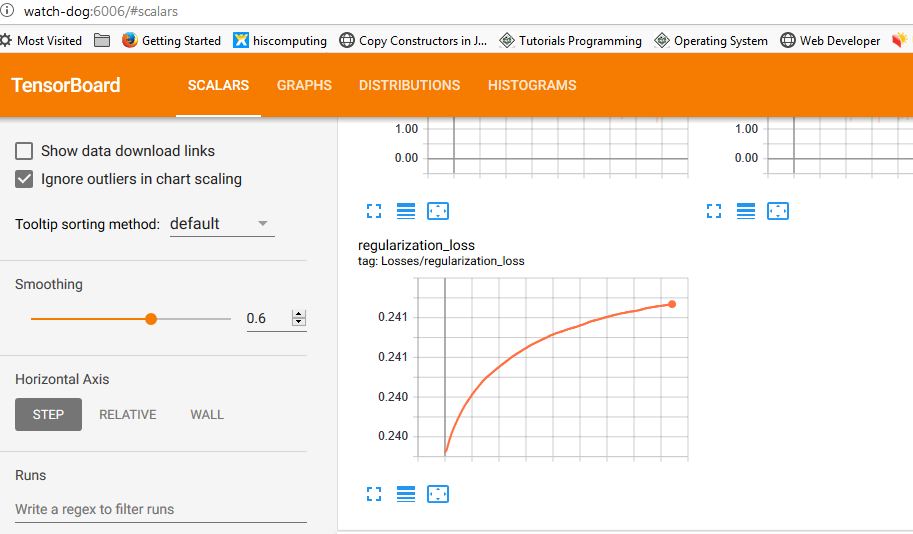 watch-dog:6006/#scalars
Most Visited Getting Started hiscomputing Copy Constructors in J... Tutorials Programming Operating System Web Developer
TensorBoard SCALARS GRAPHS DISTRIBUTIONS HISTOGRAMS
Show data download links
Ignore outliers in chart scaling
Tooltip sorting method: default
Smoothing
0.6
Horizontal Axis
STEP RELATIVE WALL
Runs
Write a regex to filter runs
1.00
0.00
1.00
0.00
regularization_loss
tag: Losses/regularization_loss
0.241
0.241
0.240
0.240